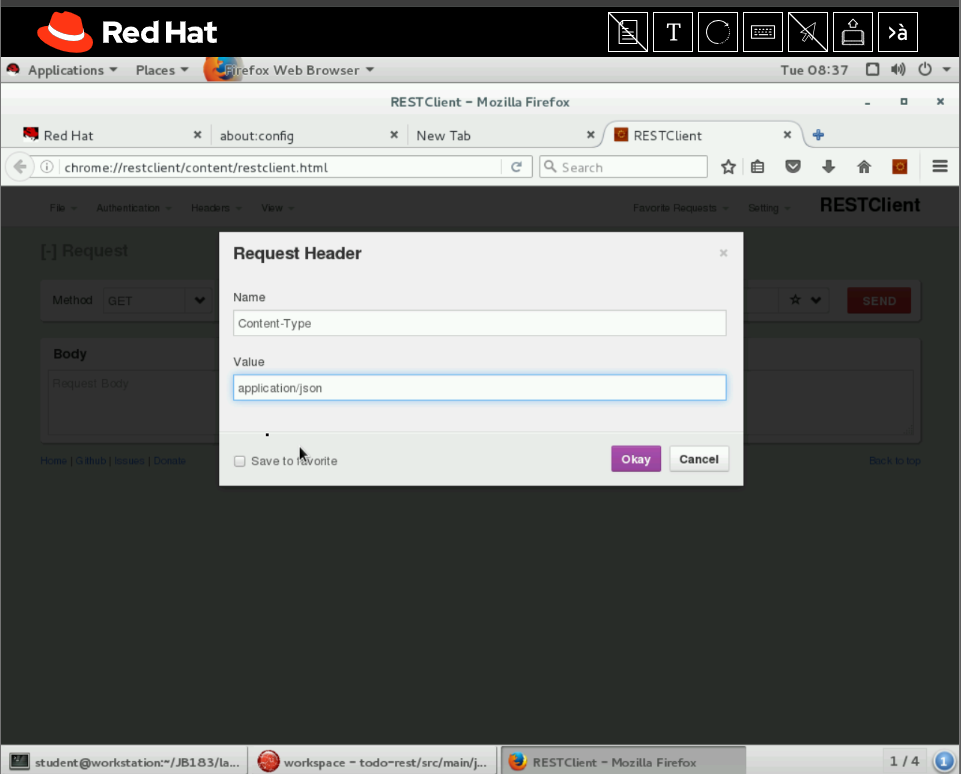 Red Hat
T
>à
Applications Places Firefox Web Browser Tue 08:37
RESTClient - Mozilla Firefox
Red Hat about:config New Tab RESTClient
chrome://restclient/content/restclient.html Search
File Authentication Headers View Favorite Requests Setting RESTClient
[-] Request
Request Header
Name
Method GET SEND
Content-Type
Body
Value
Request Body
application/json
Home | Github | Issues | Donate Back to top
Save to favorite Okay Cancel
student@workstation:~/JB183/la... workspace - todo-rest/src/main/j... RESTClient - Mozilla Firefox 1 / 4 1